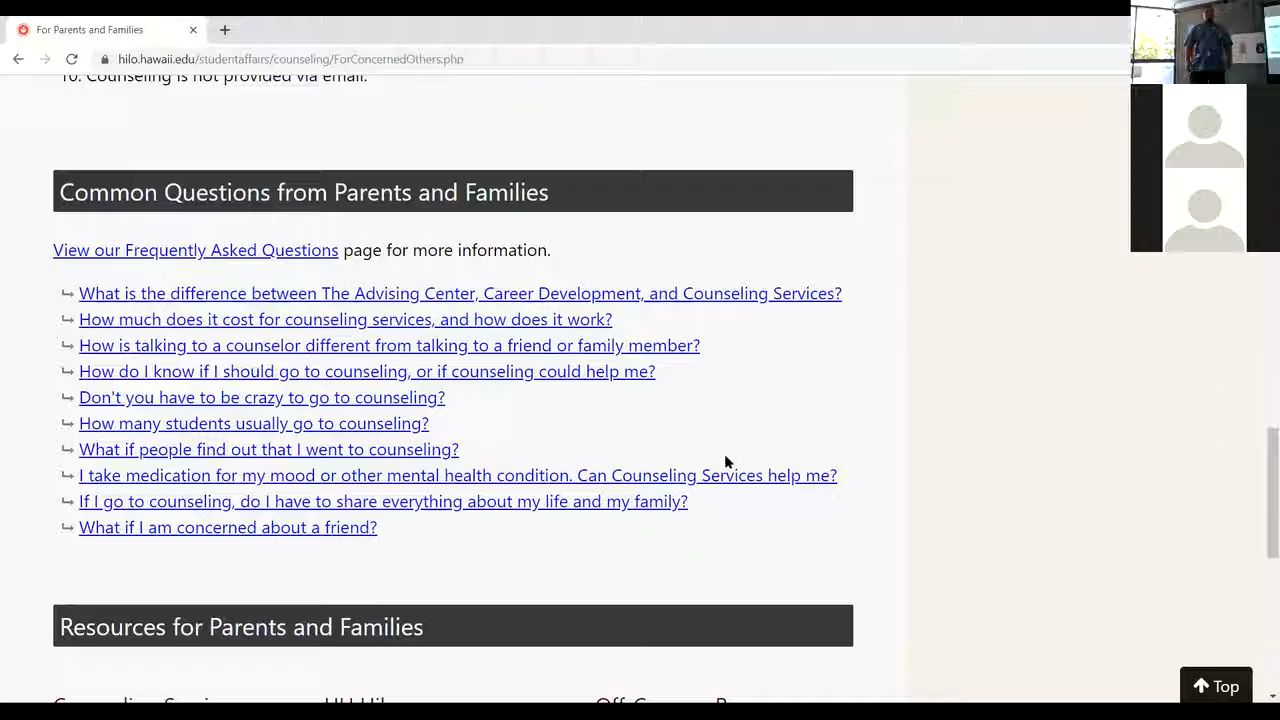 For Parents and Families
hilo.hawaii.edu/studentaffairs/counseling/ForConcernedOthers.php
10. Counseling is not provided via email.
Common Questions from Parents and Families
View our Frequently Asked Questions page for more information.
What is the difference between The Advising Center, Career Development, and Counseling Services?
How much does it cost for counseling services, and how does it work?
How is talking to a counselor different from talking to a friend or family member?
How do I know if I should go to counseling, or if counseling could help me?
Don't you have to be crazy to go to counseling?
How many students usually go to counseling?
What if people find out that I went to counseling?
I take medication for my mood or other mental health condition. Can Counseling Services help me?
If I go to counseling, do I have to share everything about my life and my family?
What if I am concerned about a friend?
Resources for Parents and Families
Top